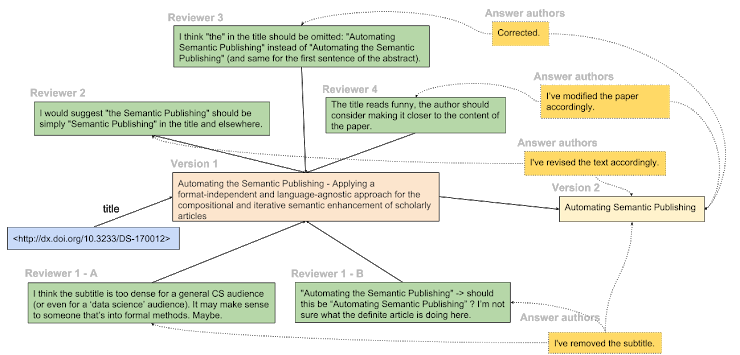 Reviewer 3
Answer authors
I think "the" in the title should be omitted: "Automating
Semantic Publishing" instead of "Automating the Semantic
Publishing" (and same for the first sentence of the abstract).
Corrected.
Reviewer 2
Reviewer 4
Answer authors
I would suggest "the Semantic Publishing" should be
simply "Semantic Publishing" in the title and elsewhere.
The title reads funny, the author should
consider making it closer to the content of
the paper.
I've modified the paper
accordingly.
Answer authors
I've revised the text accordingly.
Version 1
Automating the Semantic Publishing - Applying a
format-independent and language-agnostic approach for the
compositional and iterative semantic enhancement of scholarly
articles
Version 2
Automating Semantic Publishing
title
<http://dx.doi.org/10.3233/DS-170012>
Reviewer 1 - A
I think the subtitle is too dense for a general CS audience
(or even for a 'data science' audience). It may make sense
to someone that's into formal methods. Maybe.
Reviewer 1 - B
"Automating the Semantic Publishing" -> should
this be "Automating Semantic Publishing" ? I'm not
sure what the definite article is doing here.
Answer authors
I've removed the subtitle.